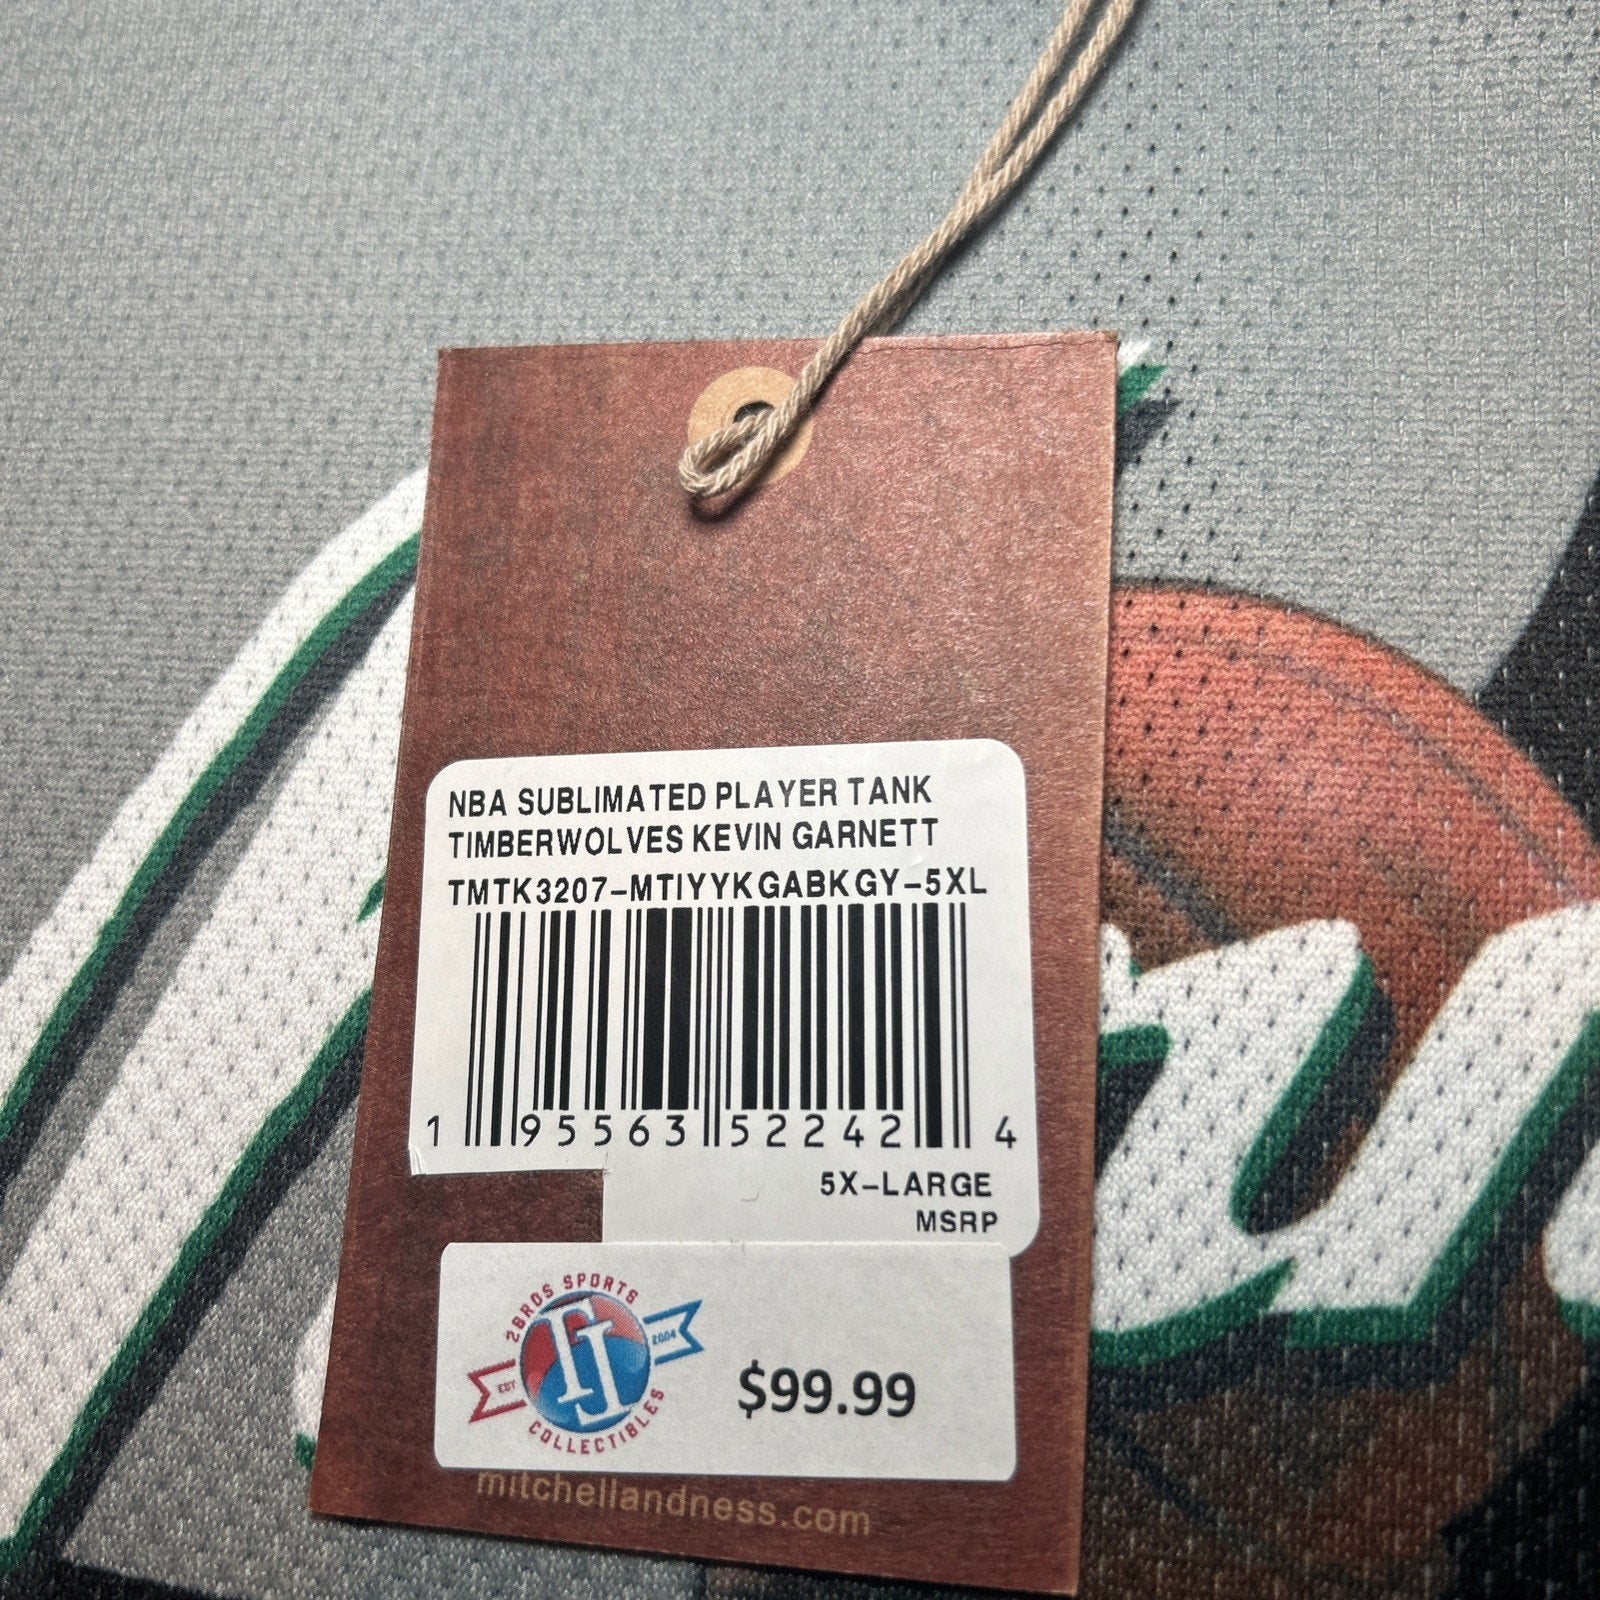 NBA SUBLIMATED PLAYER TANK
TIMBERWOLVES KEVIN GARNETT
TMTK3207-MTIYYKGABKGY-5XL
1 95563 52242 4
5X-LARGE
MSRP
2BROS SPORTS
EST 2004
COLLECTIBLES
$99.99
mitchellandness.com